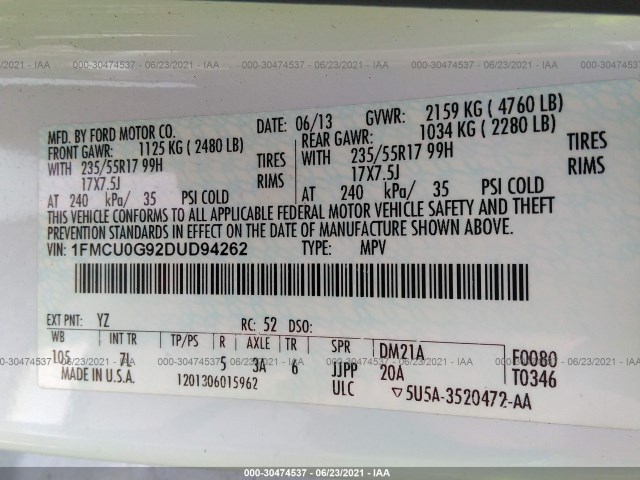 000-30474537 - 06/23/2021 - IAA
MFD. BY FORD MOTOR CO. DATE: 06/13 GVWR: 2159 KG ( 4760 LB)
FRONT GAWR: 1125 KG ( 2480 LB) REAR GAWR: 1034 KG ( 2280 LB)
WITH 235/55R17 99H TIRES WITH 235/55R17 99H TIRES
17X7.5J RIMS 17X7.5J RIMS
AT 240 kPa/ 35 PSI COLD AT 240 kPa/ 35 PSI COLD
THIS VEHICLE CONFORMS TO ALL APPLICABLE FEDERAL MOTOR VEHICLE SAFETY AND THEFT
PREVENTION STANDARDS IN EFFECT ON THE DATE OF MANUFACTURE SHOWN ABOVE.
VIN: 1FMCU0G92DUD94262 TYPE: MPV
EXT PNT: YZ RC: 52 DSO:
WB INT TR TP/PS R AXLE TR SPR DM21A F0080
105 7L 5 3A 6 JJPP 20A T0346
MADE IN U.S.A. 1201306015962 ULC ▽5U5A-3520472-AA
000-30474537 - 06/23/2021 - IAA
000-30474537 - 06/23/2021 - IAA